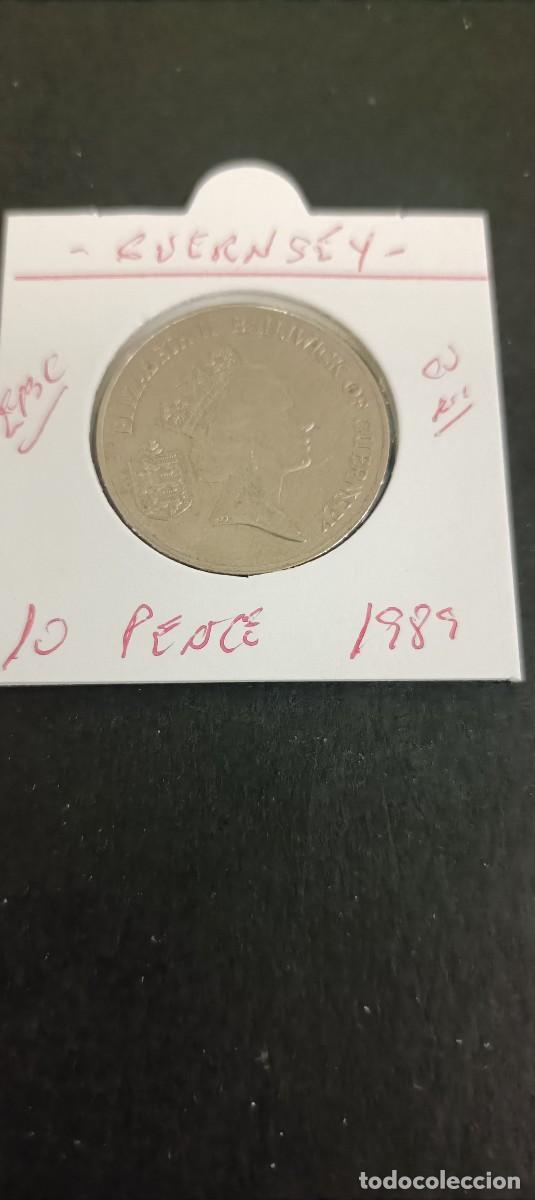 - GUERNSEY -
EBC
ELIZABETH II BAILIWICK OF GUERNSEY
10 PENCE 1989
todocoleccion